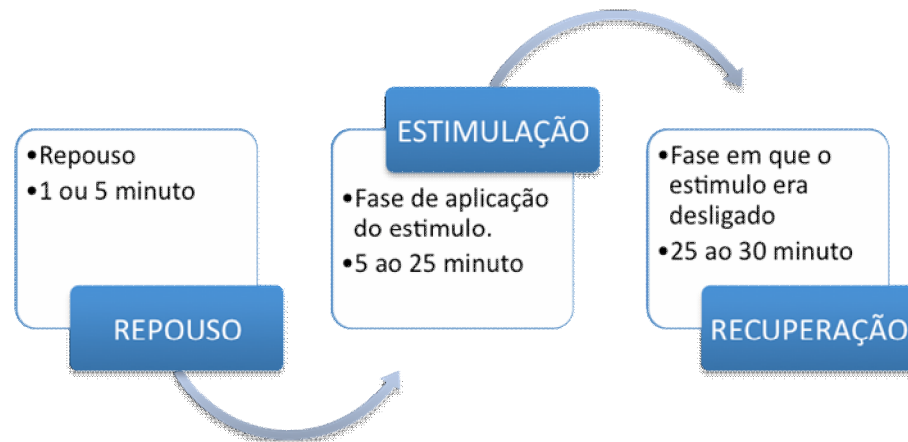 •Repouso
•1 ou 5 minuto
REPOUSO
ESTIMULAÇÃO
•Fase de aplicação
do estimulo.
•5 ao 25 minuto
•Fase em que o
estimulo era
desligado
•25 ao 30 minuto
RECUPERAÇÃO